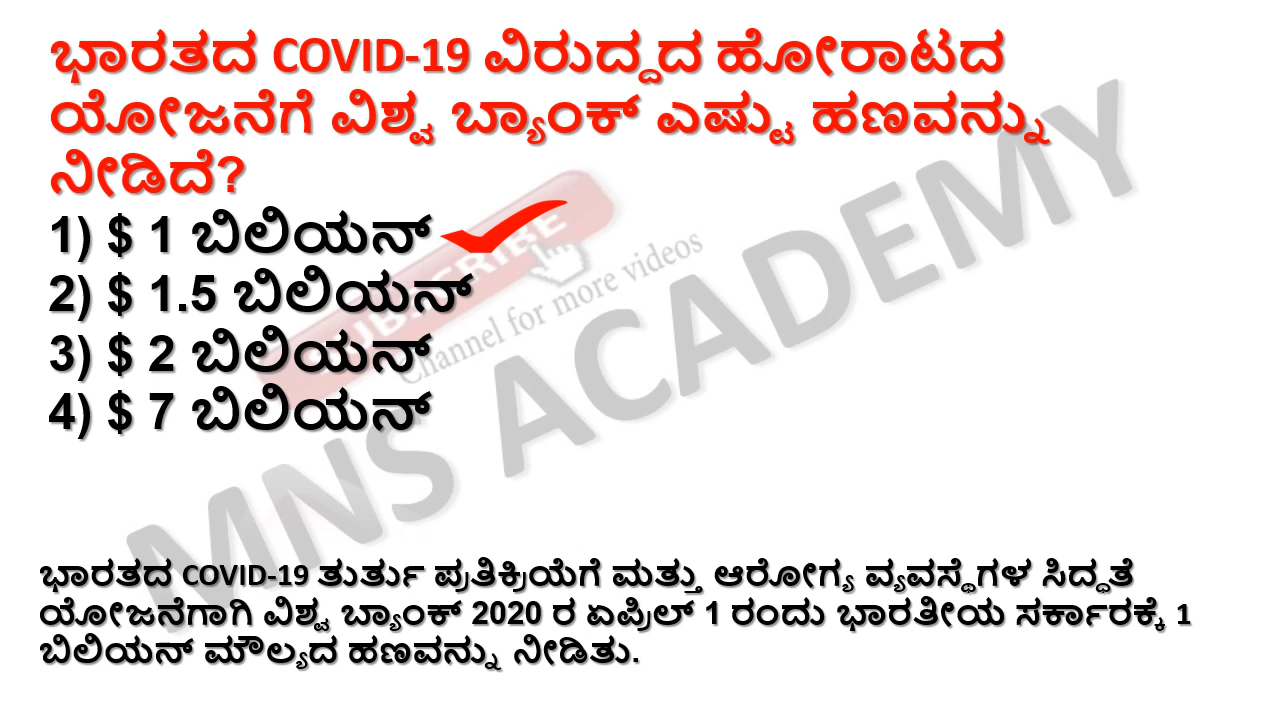 ಭಾರತದ COVID-19 ವಿರುದ್ದದ ಹೋರಾಟದ
ಯೋಜನೆಗೆ ವಿಶ್ವ ಬ್ಯಾಂಕ್ ಎಷ್ಟು ಹಣವನ್ನು
ನೀಡಿದೆ?
1) $ 1 ಬಿಲಿಯನ್
2) $ 1.5 ಬಿಲಿಯನ್
3) $ 2 ಬಿಲಿಯನ್
4) $ 7 ಬಿಲಿಯನ್
SUBSCRIBE
Channel for more videos
MNS ACADEMY
ಭಾರತದ COVID-19 ತುರ್ತು ಪ್ರತಿಕ್ರಿಯೆಗೆ ಮತ್ತು ಆರೋಗ್ಯ ವ್ಯವಸ್ಥೆಗಳ ಸಿದ್ಧತೆ
ಯೋಜನೆಗಾಗಿ ವಿಶ್ವ ಬ್ಯಾಂಕ್ 2020 ರ ಏಪ್ರಿಲ್ 1 ರಂದು ಭಾರತೀಯ ಸರ್ಕಾರಕ್ಕೆ 1
ಬಿಲಿಯನ್ ಮೌಲ್ಯದ ಹಣವನ್ನು ನೀಡಿತು.